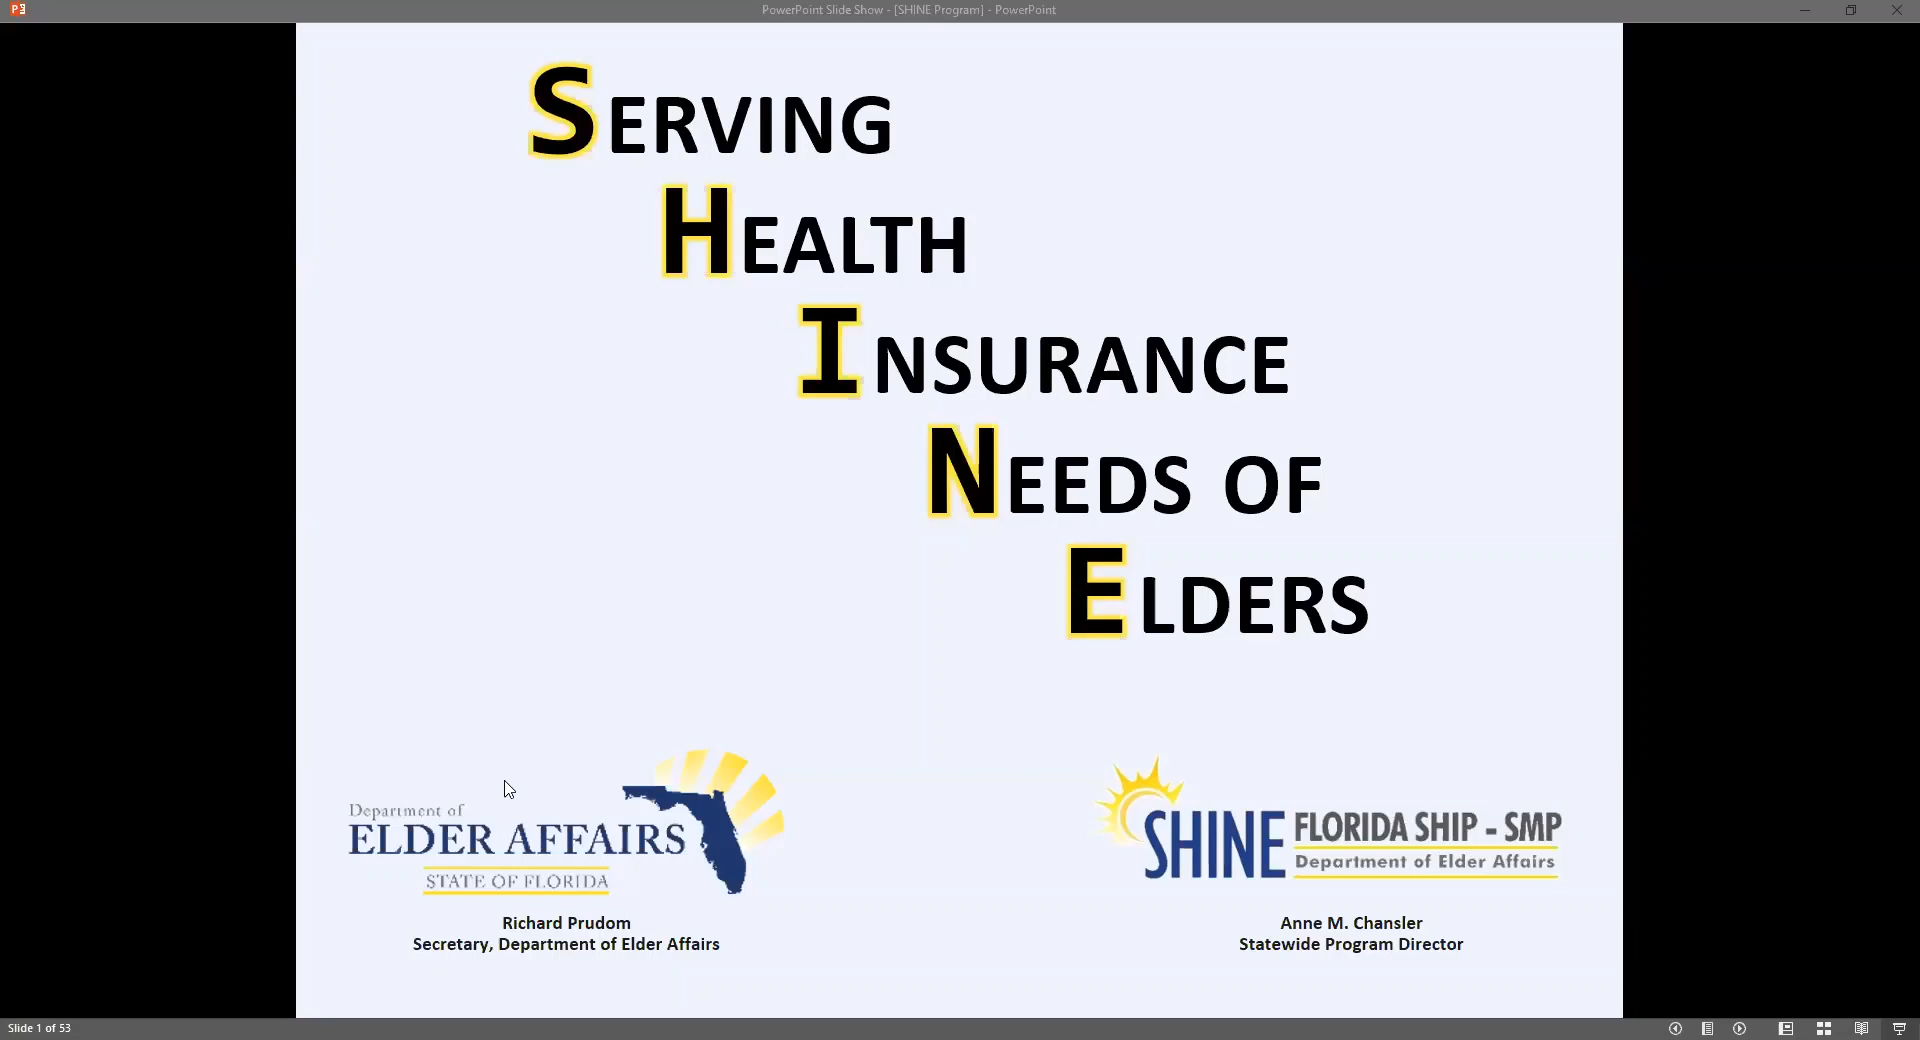 PowerPoint Slide Show - [SHINE Program] - PowerPoint
SERVING
HEALTH
INSURANCE
NEEDS OF
ELDERS
Department of
ELDER AFFAIRS
STATE OF FLORIDA
SHINE FLORIDA SHIP - SMP
Department of Elder Affairs
Richard Prudom
Secretary, Department of Elder Affairs
Anne M. Chansler
Statewide Program Director
Slide 1 of 53